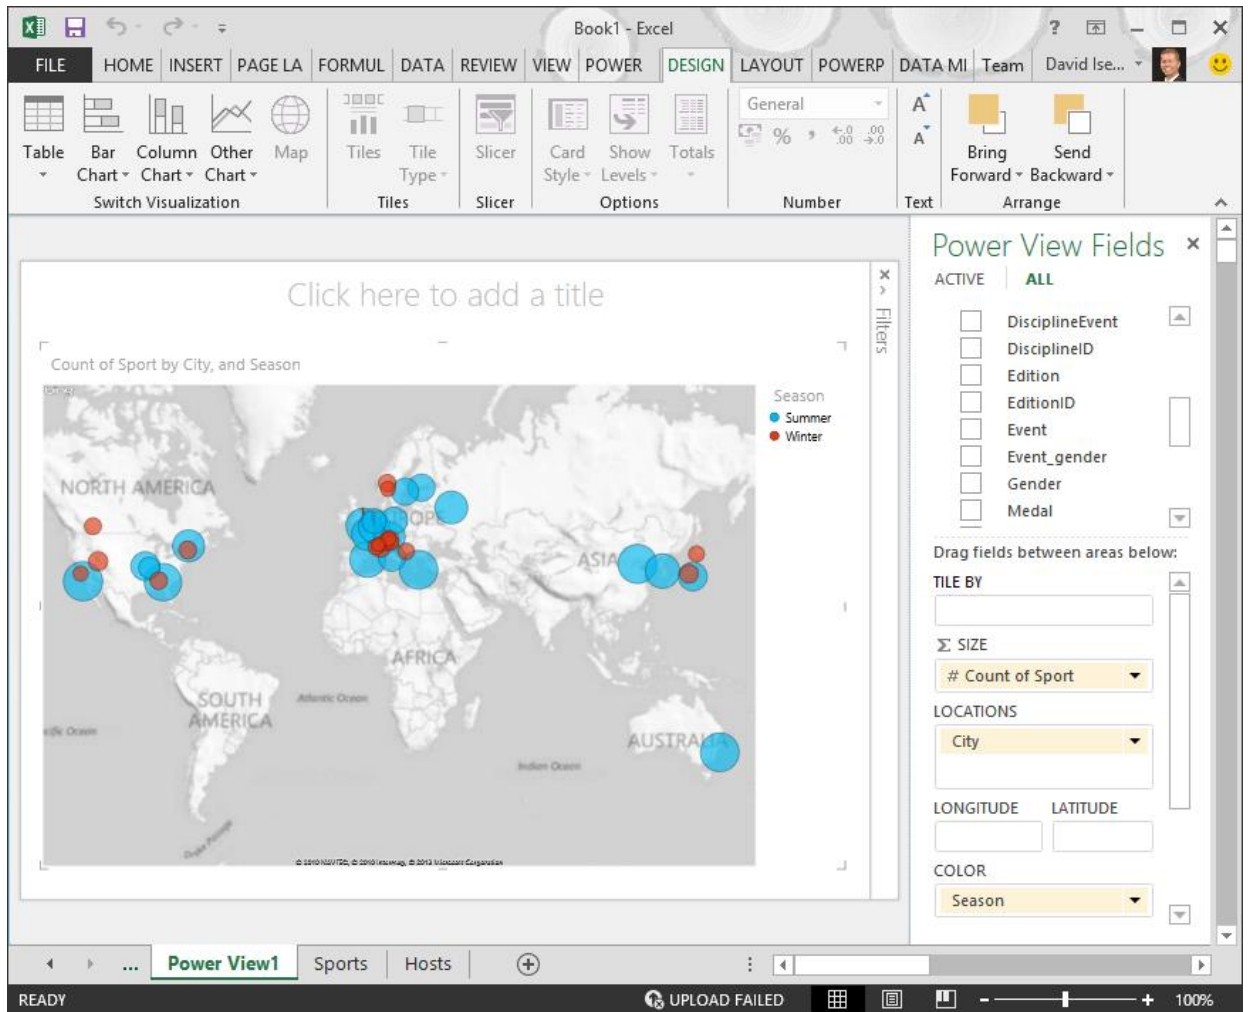 Book1 - Excel
?
FILE HOME INSERT PAGE LA FORMUL DATA REVIEW VIEW POWER DESIGN LAYOUT POWERP DATA MI Team David Ise...
Table
Bar Chart
Column Chart
Other Chart
Map
Switch Visualization
Tiles
Tile Type
Tiles
Slicer
Slicer
Card Style
Show Levels
Totals
Options
General
%
Number
A
A
Text
Bring Forward
Send Backward
Arrange
Click here to add a title
Filters
Count of Sport by City, and Season
Season
Summer
Winter
NORTH AMERICA
EUROPE
ASIA
AFRICA
Atlantic Ocean
SOUTH
AMERICA
AUSTRALIA
Indian Ocean
Power View Fields
ACTIVE ALL
DisciplineEvent
DisciplineID
Edition
EditionID
Event
Event_gender
Gender
Medal
Drag fields between areas below:
TILE BY
Σ SIZE
# Count of Sport
LOCATIONS
City
LONGITUDE LATITUDE
COLOR
Season
... Power View1 Sports Hosts
READY UPLOAD FAILED 100%